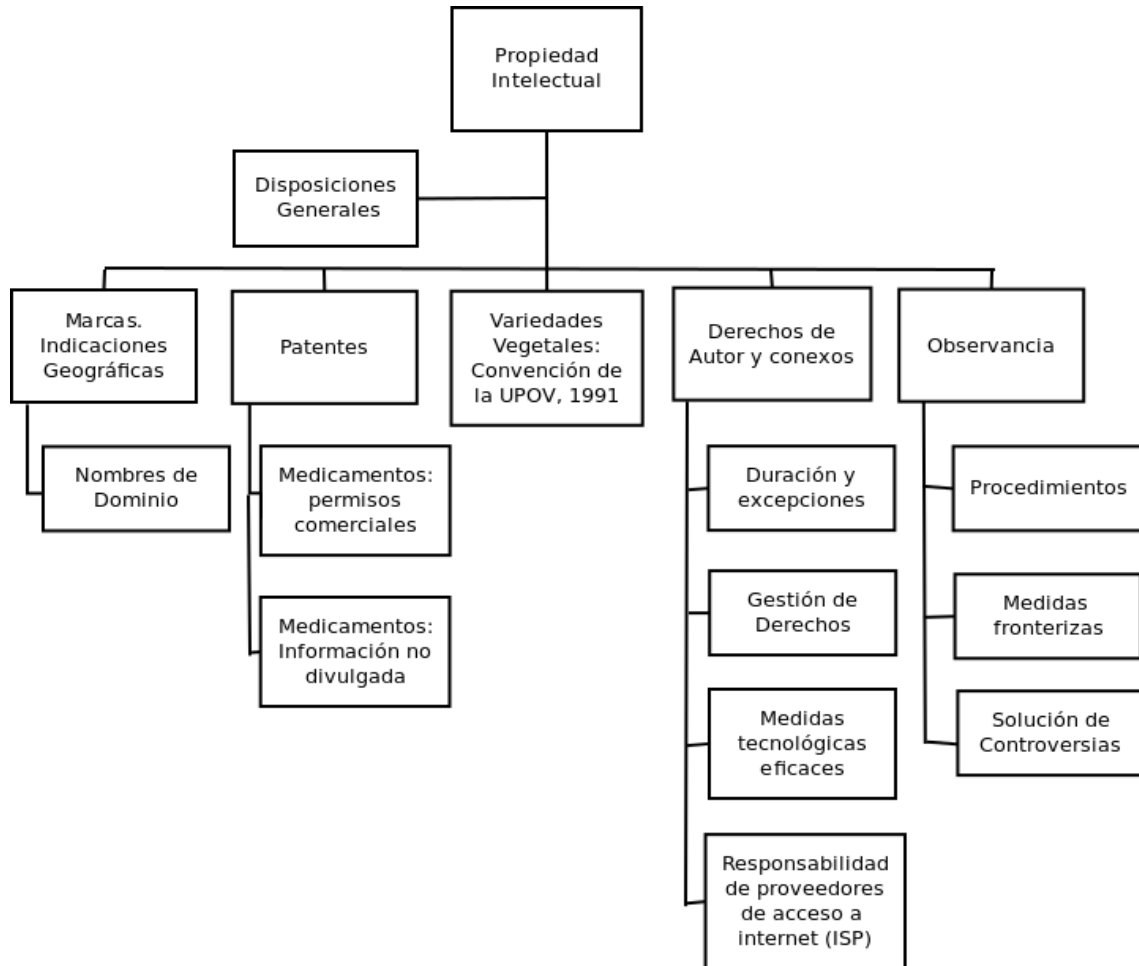 Propiedad
Intelectual
Disposiciones
Generales
Marcas.
Indicaciones
Geográficas
Patentes
Variedades
Vegetales:
Convención de
la UPOV, 1991
Derechos de
Autor y conexos
Observancia
Nombres de
Dominio
Medicamentos:
permisos
comerciales
Medicamentos:
Información no
divulgada
Duración y
excepciones
Gestión de
Derechos
Medidas
tecnológicas
eficaces
Responsabilidad
de proveedores
de acceso a
internet (ISP)
Procedimientos
Medidas
fronterizas
Solución de
Controversias